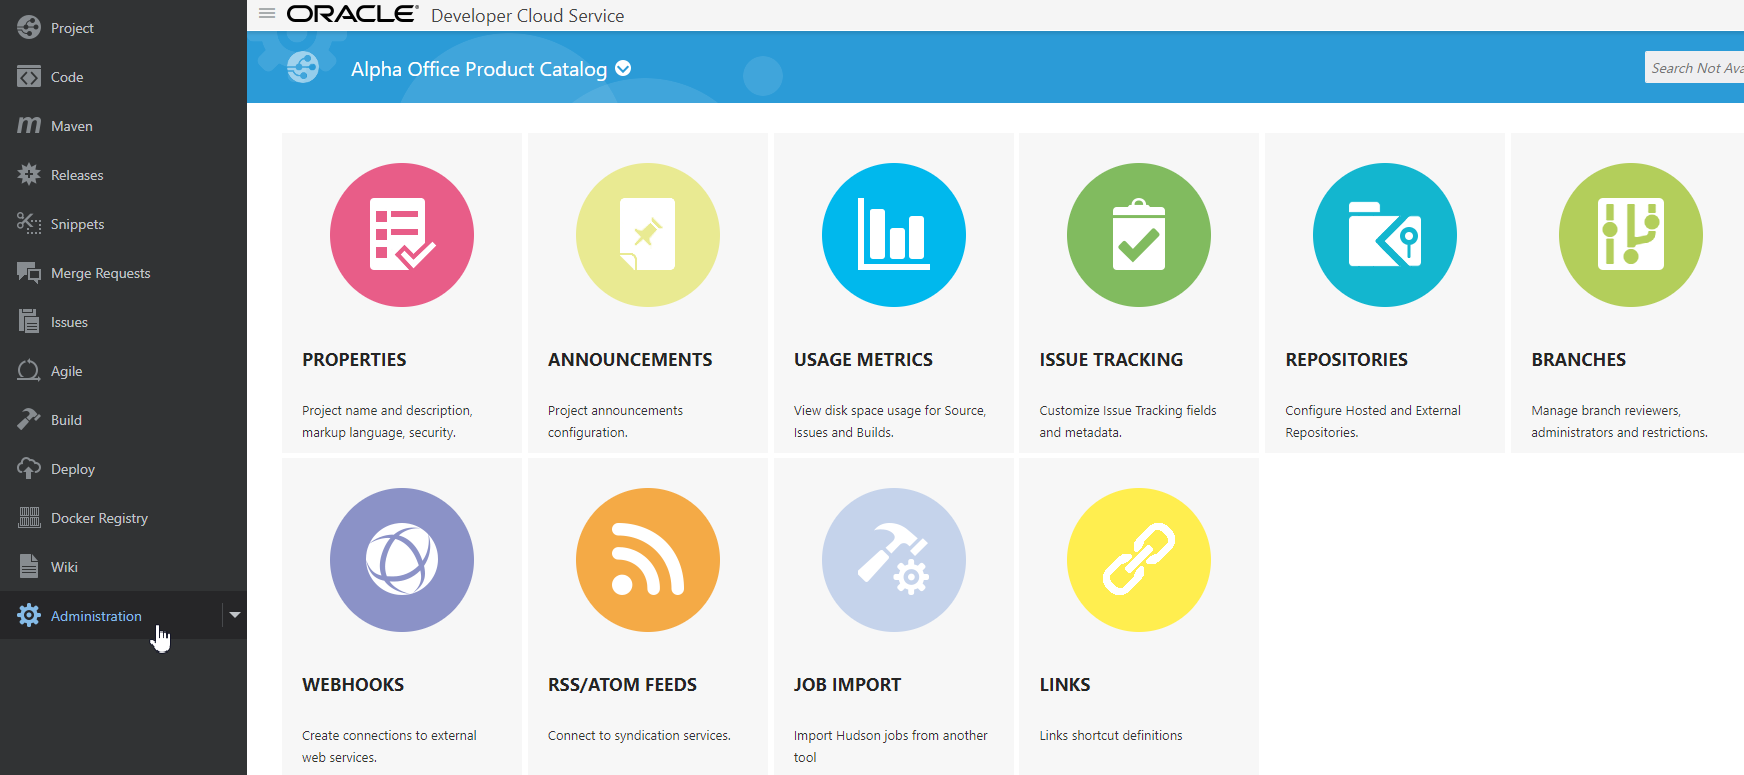 Project
Code
Maven
Releases
Snippets
Merge Requests
Issues
Agile
Build
Deploy
Docker Registry
Wiki
Administration
ORACLE® Developer Cloud Service
Alpha Office Product Catalog
Search Not Ava
PROPERTIES
Project name and description,
markup language, security.
ANNOUNCEMENTS
Project announcements
configuration.
USAGE METRICS
View disk space usage for Source,
Issues and Builds.
ISSUE TRACKING
Customize Issue Tracking fields
and metadata.
REPOSITORIES
Configure Hosted and External
Repositories.
BRANCHES
Manage branch reviewers,
administrators and restrictions.
WEBHOOKS
Create connections to external
web services.
RSS/ATOM FEEDS
Connect to syndication services.
JOB IMPORT
Import Hudson jobs from another
tool
LINKS
Links shortcut definitions